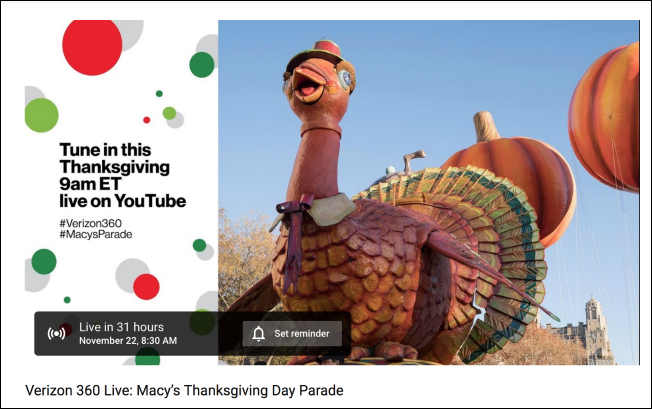 Tune in this
Thanksgiving
9am ET
live on YouTube
#Verizon360
#MacysParade
Live in 31 hours
November 22, 8:30 AM
Set reminder
Verizon 360 Live: Macy's Thanksgiving Day Parade